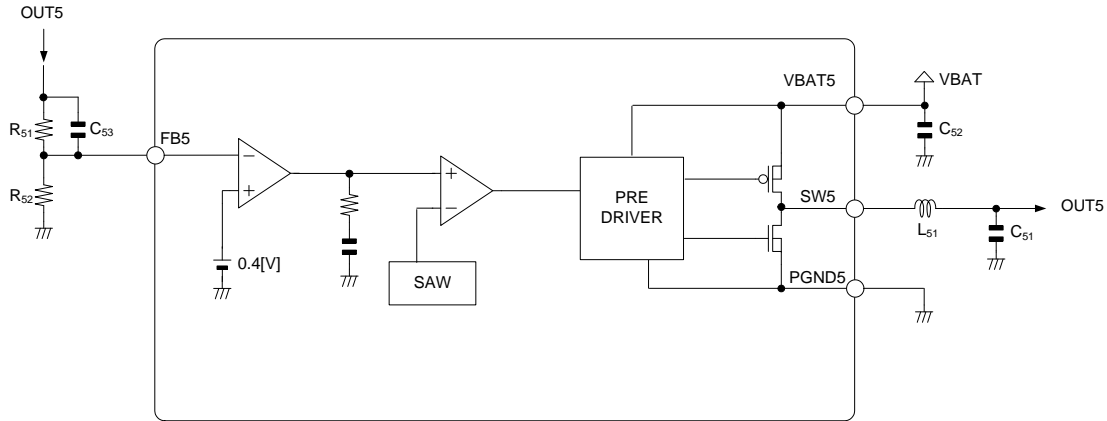 OUT5
VBAT5
VBAT
R51
C53
FB5
C52
R52
PRE
DRIVER
SW5
OUT5
L51
C51
0.4[V]
SAW
PGND5